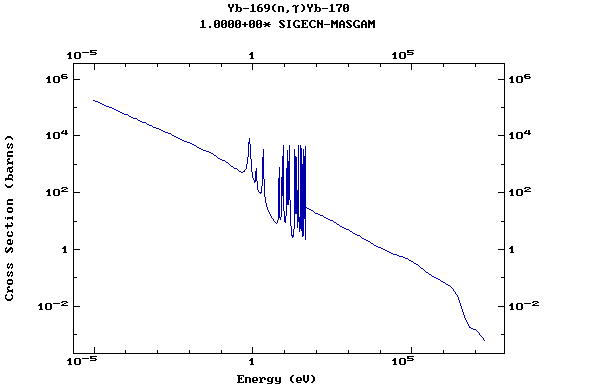 Yb-169(n,γ)Yb-170
1.0000+00* SIGECN-MASGAM
10⁻⁵ 1 10⁵
10⁶ 10⁶
10⁴ 10⁴
10² 10²
1 1
10⁻² 10⁻²
10⁻⁵ 1 10⁵
Cross Section (barns)
Energy (eV)